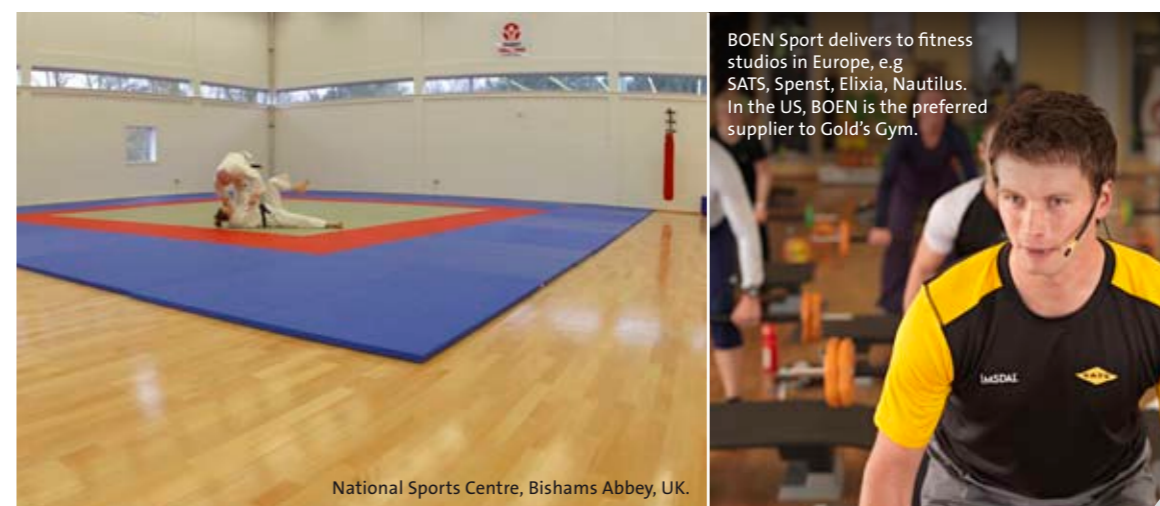 BOEN Sport delivers to fitness
studios in Europe, e.g
SATS, Spenst, Elixia, Nautilus.
In the US, BOEN is the preferred
supplier to Gold's Gym.
SATS
National Sports Centre, Bishams Abbey, UK.